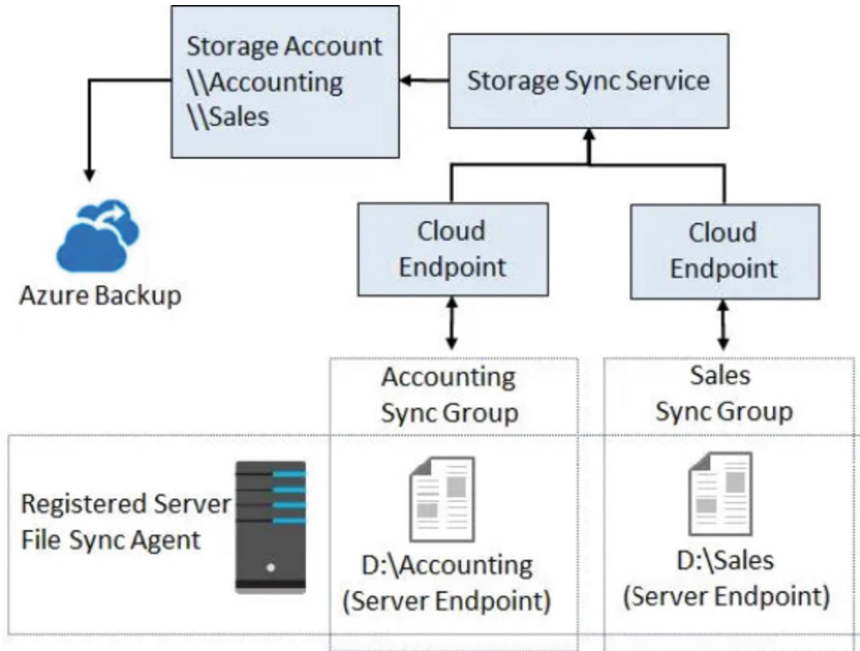 Storage Account
\\Accounting
\\Sales
Storage Sync Service
Cloud
Endpoint
Cloud
Endpoint
Azure Backup
Accounting
Sync Group
Sales
Sync Group
Registered Server
File Sync Agent
D:\Accounting
(Server Endpoint)
D:\Sales
(Server Endpoint)